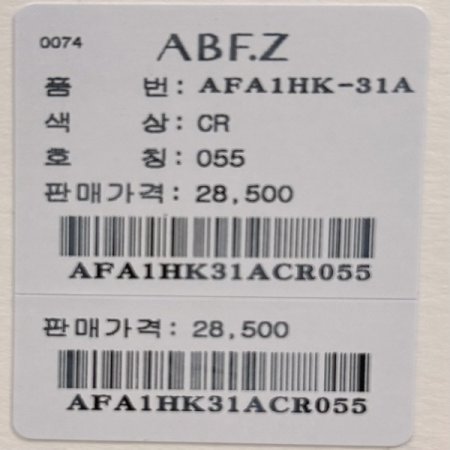 0074 ABF.Z
품 번: AFA1HK-31A
색 상: CR
호 칭: 055
판매가격: 28,500
AFA1HK31ACR055
판매가격: 28,500
AFA1HK31ACR055